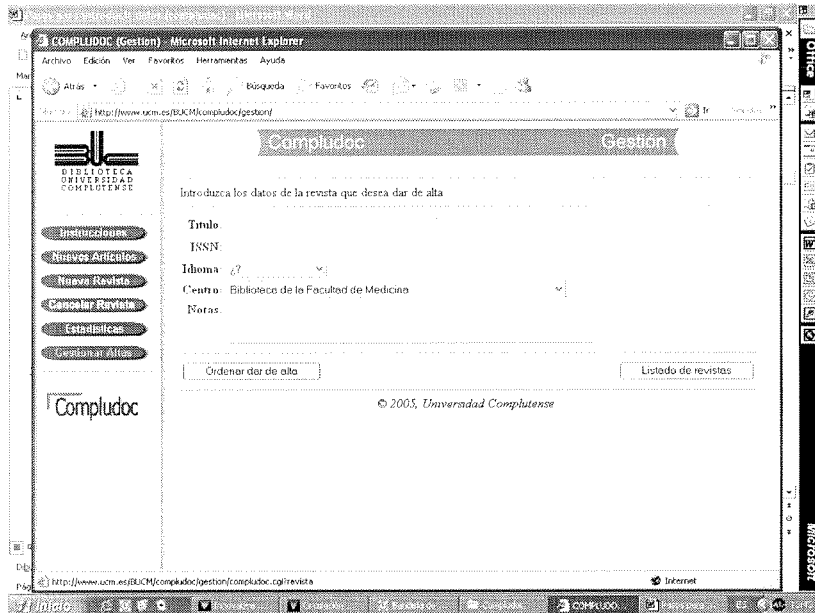 COMPLUDOC (Gestion) - Microsoft Internet Explorer
Archivo Edición Ver Favoritos Herramientas Ayuda
Atrás Búsqueda Favoritos
http://www.ucm.es/BUCM/compludoc/gestion/ Ir
BIBLIOTECA
UNIVERSIDAD
COMPLUTENSE
Compludoc Gestión
Introduzca los datos de la revista que desea dar de alta
Instrucciones
Nuevos Artículos
Nueva Revista
Cancelar Revista
Estadísticas
Gestionar Altas
Compludoc
Titulo:
ISSN:
Idioma: ¿?
Centro: Biblioteca de la Facultad de Medicina
Notas:
Ordenar dar de alta Listado de revistas
© 2005, Universidad Complutense
http://www.ucm.es/BUCM/compludoc/gestion/compludoc.cgi?revista Internet
Inicio COMPLUDO...
Office
Microsoft